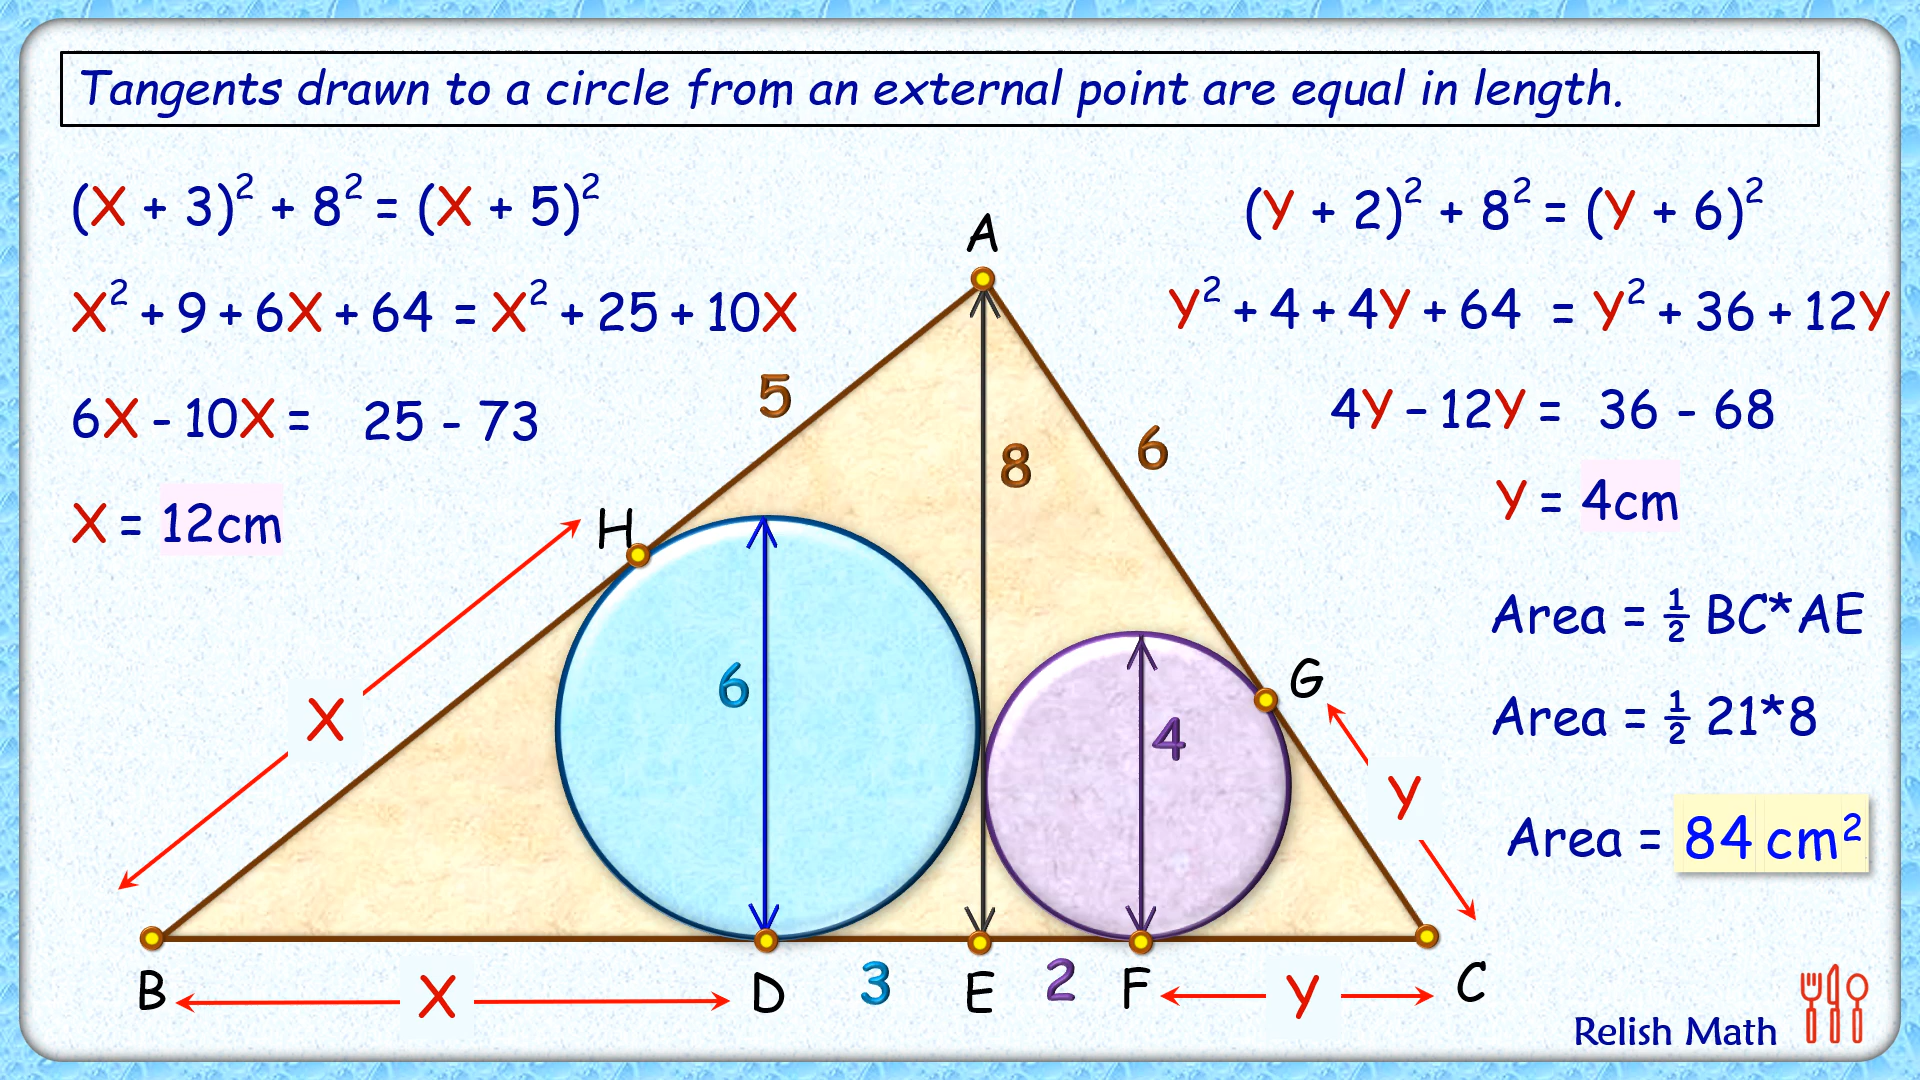 Tangents drawn to a circle from an external point are equal in length.
(X + 3)² + 8² = (X + 5)²
X² + 9 + 6X + 64 = X² + 25 + 10X
6X - 10X = 25 - 73
X = 12cm
(Y + 2)² + 8² = (Y + 6)²
Y² + 4 + 4Y + 64 = Y² + 36 + 12Y
4Y - 12Y = 36 - 68
Y = 4cm
Area = ½ BC*AE
Area = ½ 21*8
Area = 84 cm²
A
5
8
6
H
6
4
G
X
Y
B
X
D
3
E
2
F
Y
C
Relish Math